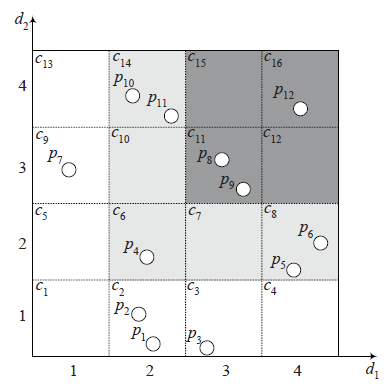 d₂
c₁₃ c₁₄ c₁₅ c₁₆
p₁₀ p₁₁ p₁₂
4
c₉ c₁₀ c₁₁ c₁₂
p₇ p₈ p₉
3
c₅ c₆ c₇ c₈
p₄ p₅ p₆
2
c₁ c₂ c₃ c₄
p₂ p₁ p₃
1
1 2 3 4 d₁